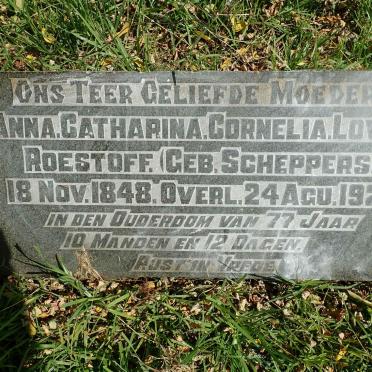 Ons Teer Geliefde Moeder
Anna. Catharina. Cornelia.
Roestoff. (Geb. Scheppers
18 Nov. 1848. Overl. 24 Agu.
in den Ouderdom van 77 Jaar
10 Manden en 12 Dagen.
Rust in Vrede